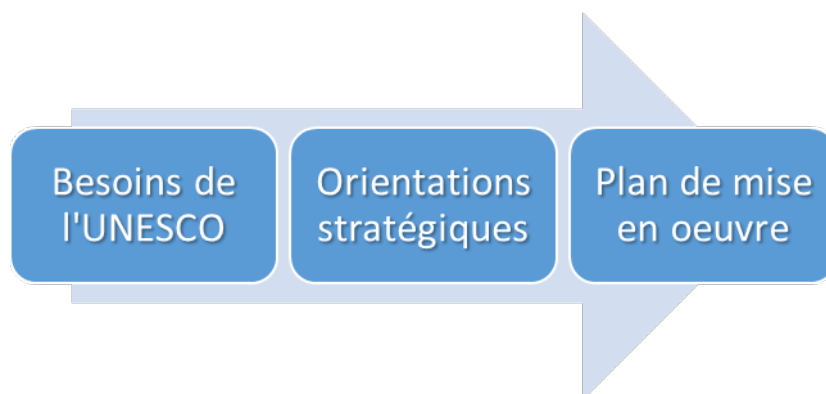 Besoins de
l'UNESCO
Orientations
stratégiques
Plan de mise
en oeuvre